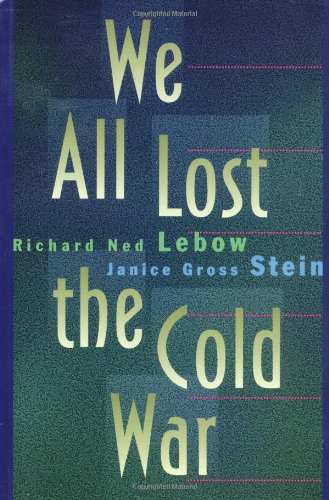 We
All Lost
Richard Ned Lebow
Janice Gross Stein
the Cold
War